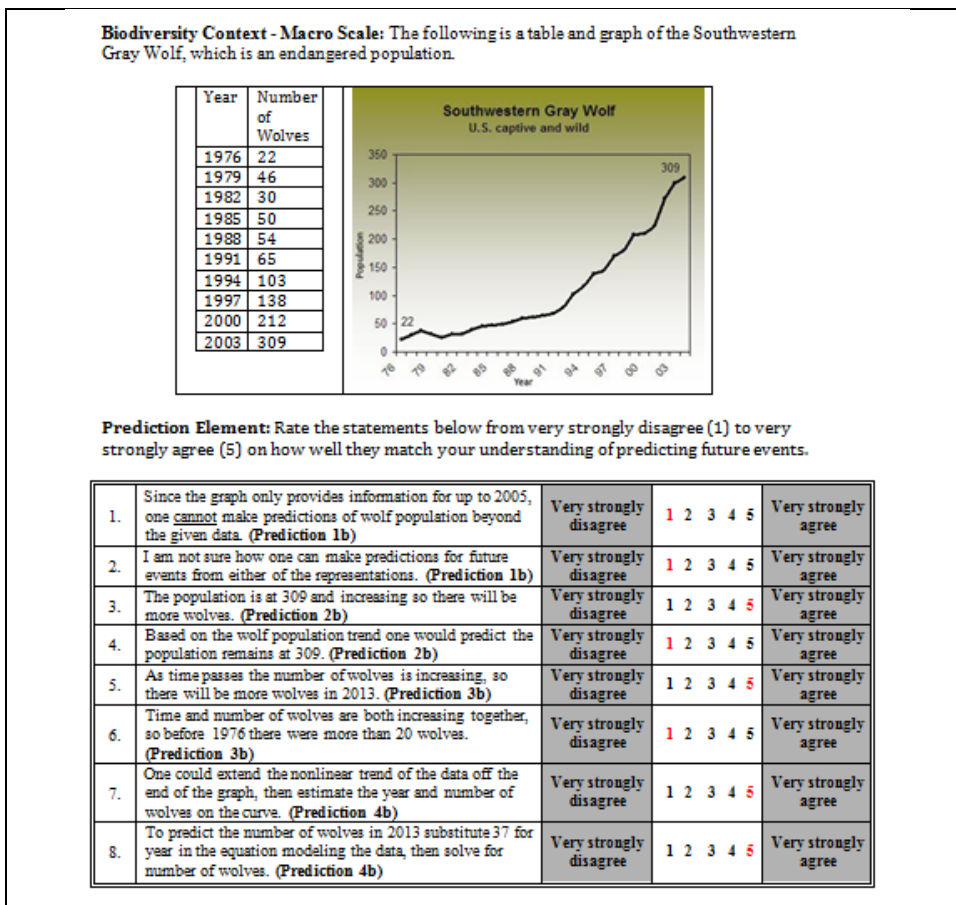 Biodiversity Context - Macro Scale: The following is a table and graph of the Southwestern
Gray Wolf, which is an endangered population.
Year Number
of
Wolves
1976 22
1979 46
1982 30
1985 50
1988 54
1991 65
1994 103
1997 138
2000 212
2003 309
Southwestern Gray Wolf
U.S. captive and wild
350
300
250
200
150
100
50
0
Population
22
309
76 79 82 85 88 91 94 97 00 03
Year
Prediction Element: Rate the statements below from very strongly disagree (1) to very
strongly agree (5) on how well they match your understanding of predicting future events.
1. Since the graph only provides information for up to 2005,
one cannot make predictions of wolf population beyond
the given data. (Prediction 1b)
Very strongly
disagree
1 2 3 4 5
Very strongly
agree
2. I am not sure how one can make predictions for future
events from either of the representations. (Prediction 1b)
Very strongly
disagree
1 2 3 4 5
Very strongly
agree
3. The population is at 309 and increasing so there will be
more wolves. (Prediction 2b)
Very strongly
disagree
1 2 3 4 5
Very strongly
agree
4. Based on the wolf population trend one would predict the
population remains at 309. (Prediction 2b)
Very strongly
disagree
1 2 3 4 5
Very strongly
agree
5. As time passes the number of wolves is increasing, so
there will be more wolves in 2013. (Prediction 3b)
Very strongly
disagree
1 2 3 4 5
Very strongly
agree
6. Time and number of wolves are both increasing together,
so before 1976 there were more than 20 wolves.
(Prediction 3b)
Very strongly
disagree
1 2 3 4 5
Very strongly
agree
7. One could extend the nonlinear trend of the data off the
end of the graph, then estimate the year and number of
wolves on the curve. (Prediction 4b)
Very strongly
disagree
1 2 3 4 5
Very strongly
agree
8. To predict the number of wolves in 2013 substitute 37 for
year in the equation modeling the data, then solve for
number of wolves. (Prediction 4b)
Very strongly
disagree
1 2 3 4 5
Very strongly
agree